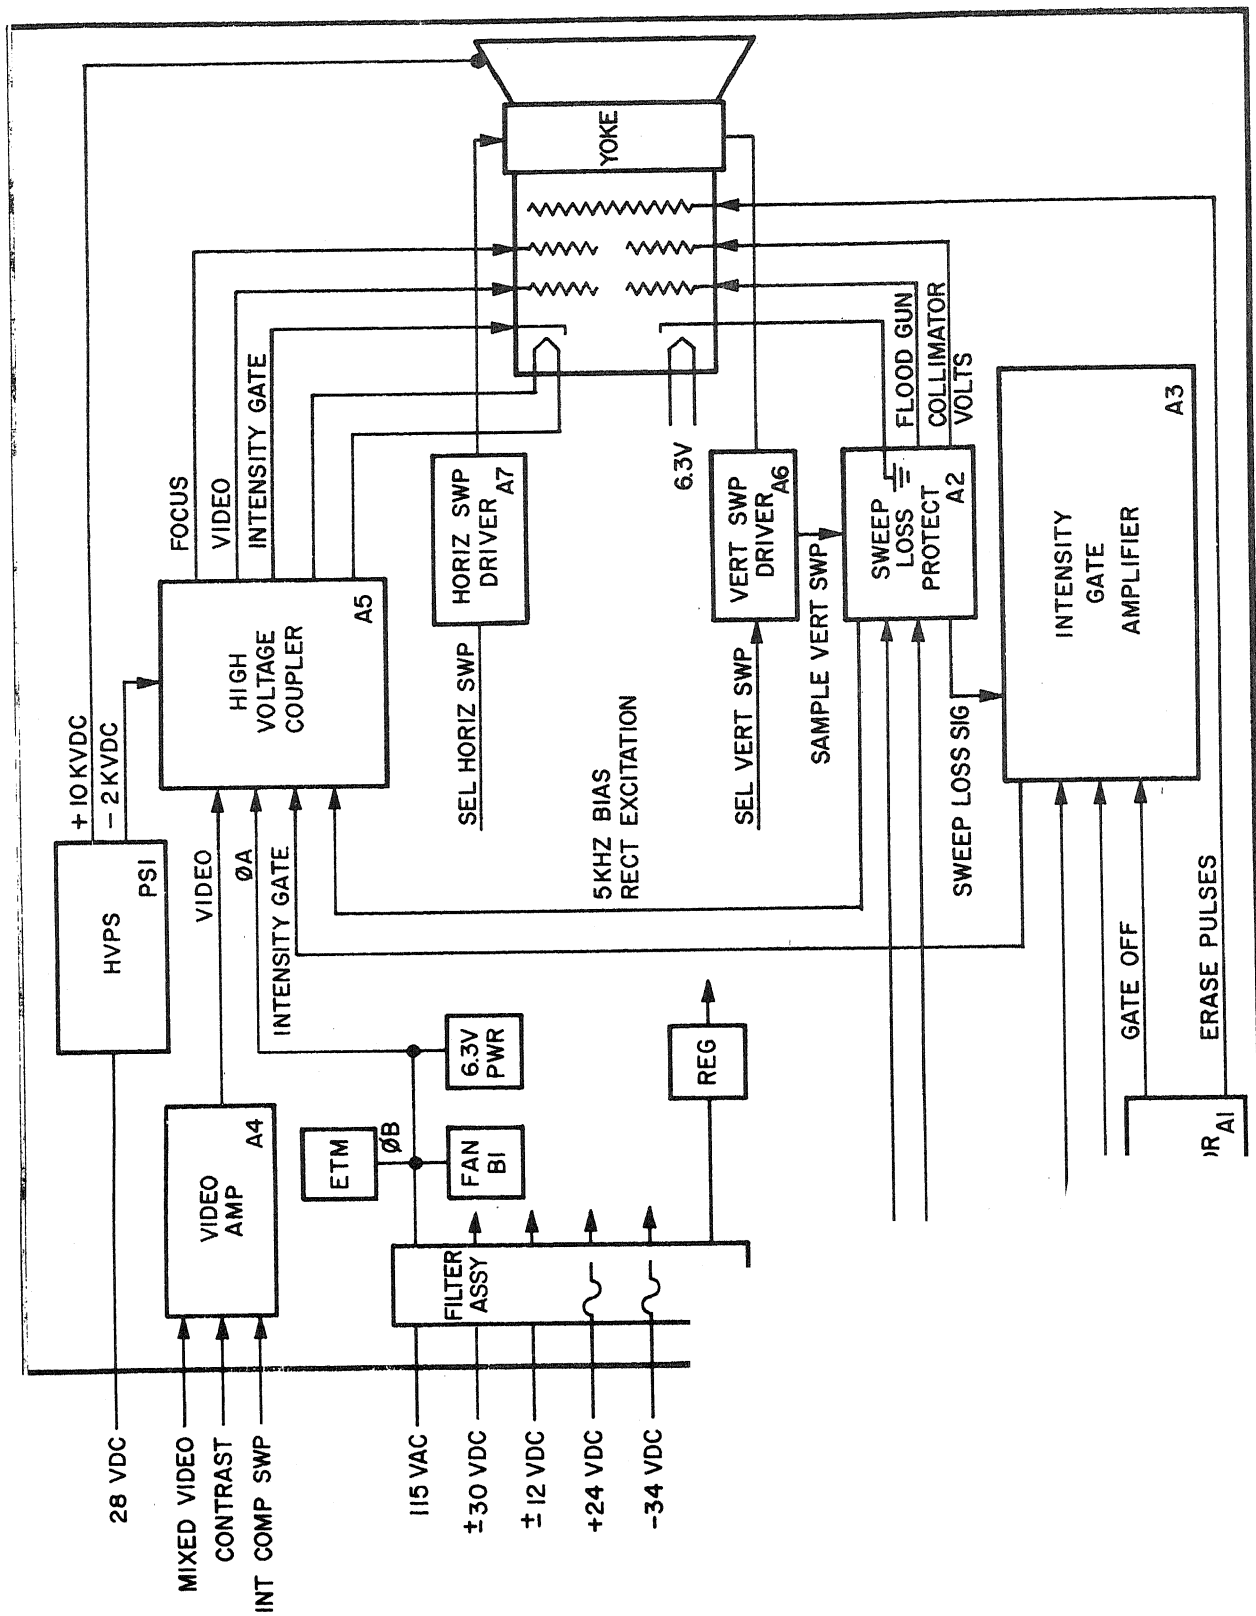 28 VDC
MIXED VIDEO
CONTRAST
INT COMP SWP
115 VAC
±30 VDC
±12 VDC
+24 VDC
-34 VDC
HVPS
PS1
+10KVDC
-2KVDC
VIDEO
AMP
A4
VIDEO
ØA
INTENSITY GATE
FILTER
ASSY
ETM
ØB
FAN
B1
6.3V
PWR
REG
HIGH
VOLTAGE
COUPLER
A5
FOCUS
VIDEO
INTENSITY GATE
SEL HORIZ SWP
HORIZ SWP
DRIVER
A7
5KHZ BIAS
RECT EXCITATION
6.3V
SEL VERT SWP
VERT SWP
DRIVER
A6
SAMPLE VERT SWP
SWEEP
LOSS
PROTECT
A2
FLOOD GUN
COLLIMATOR
VOLTS
SWEEP LOSS SIG
INTENSITY
GATE
AMPLIFIER
A3
GATE OFF
ERASE PULSES
OR
A1
YOKE